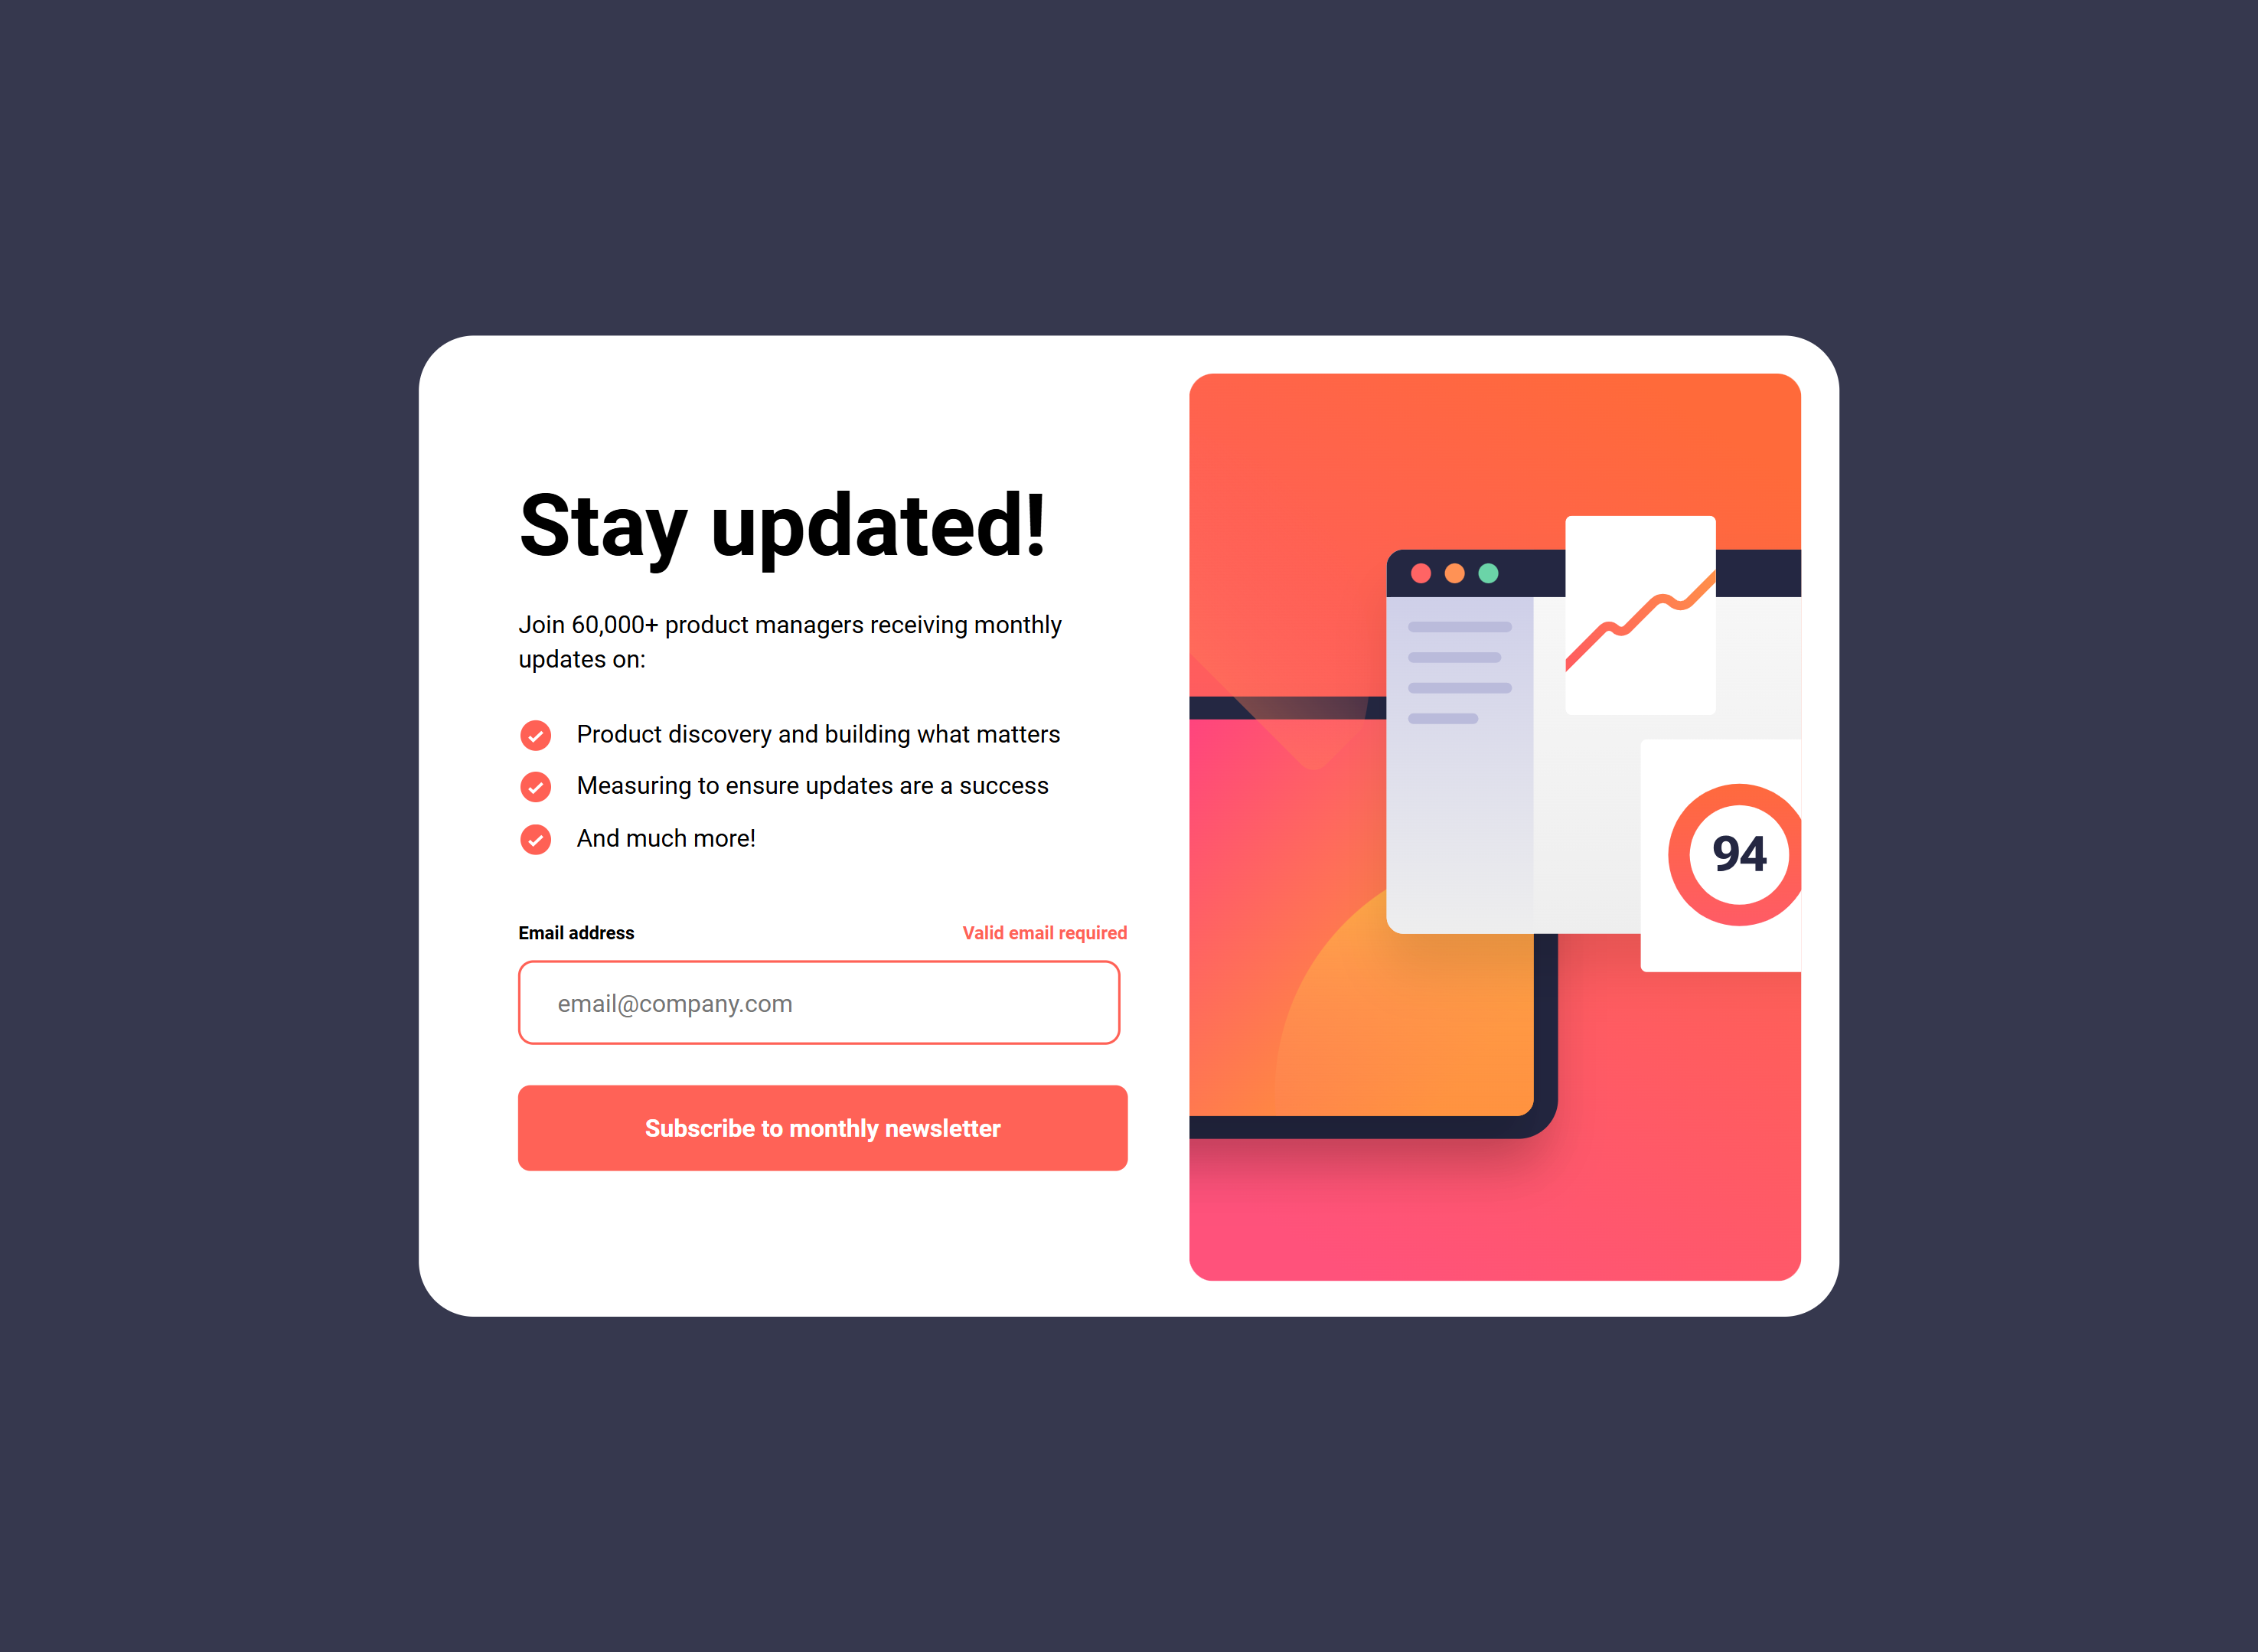 Stay updated!
Join 60,000+ product managers receiving monthly
updates on:
Product discovery and building what matters
Measuring to ensure updates are a success
And much more!
Email address
Valid email required
email@company.com
Subscribe to monthly newsletter
94